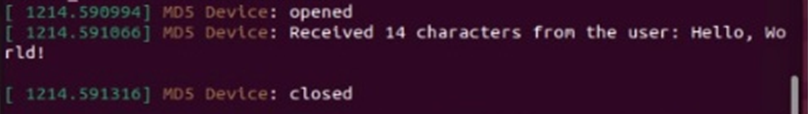 [ 1214.590994] MD5 Device: opened
[ 1214.591066] MD5 Device: Received 14 characters from the user: Hello, Wo
rld!
[ 1214.591316] MD5 Device: closed